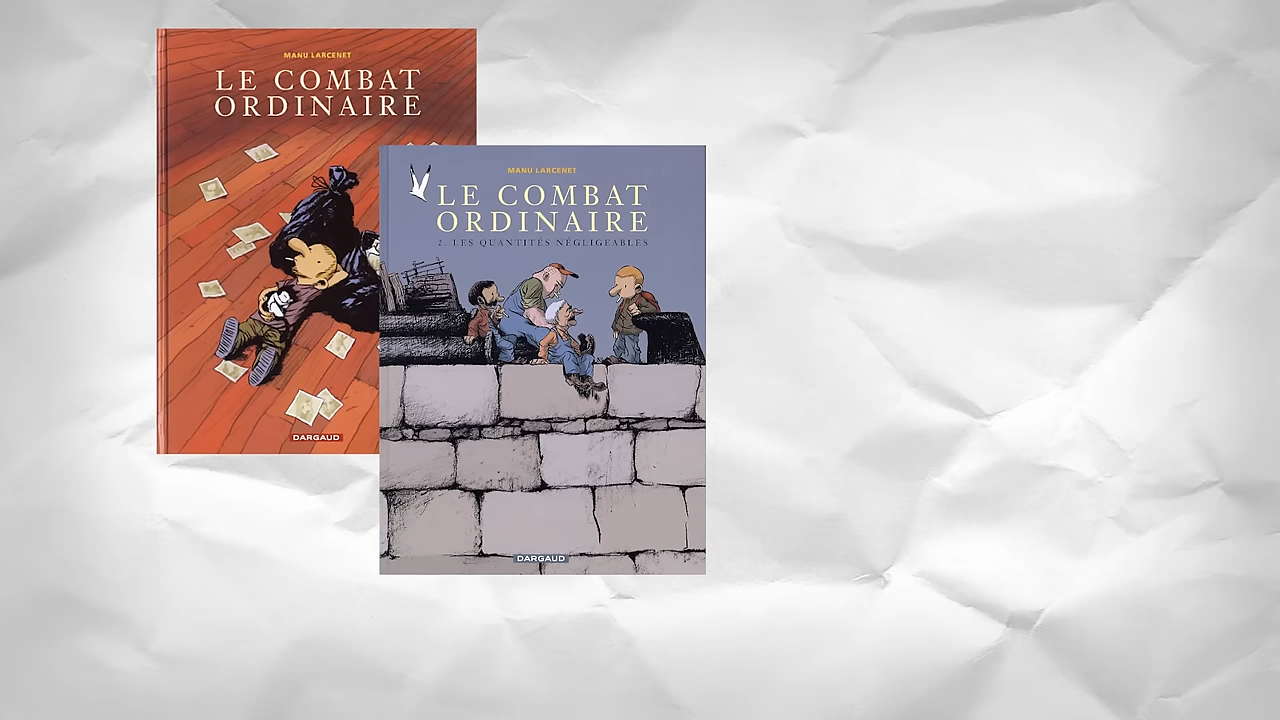 MANU LARCENET
LE COMBAT
ORDINAIRE
DARGAUD
MANU LARCENET
LE COMBAT
ORDINAIRE
2. LES QUANTITÉS NÉGLIGEABLES
DARGAUD